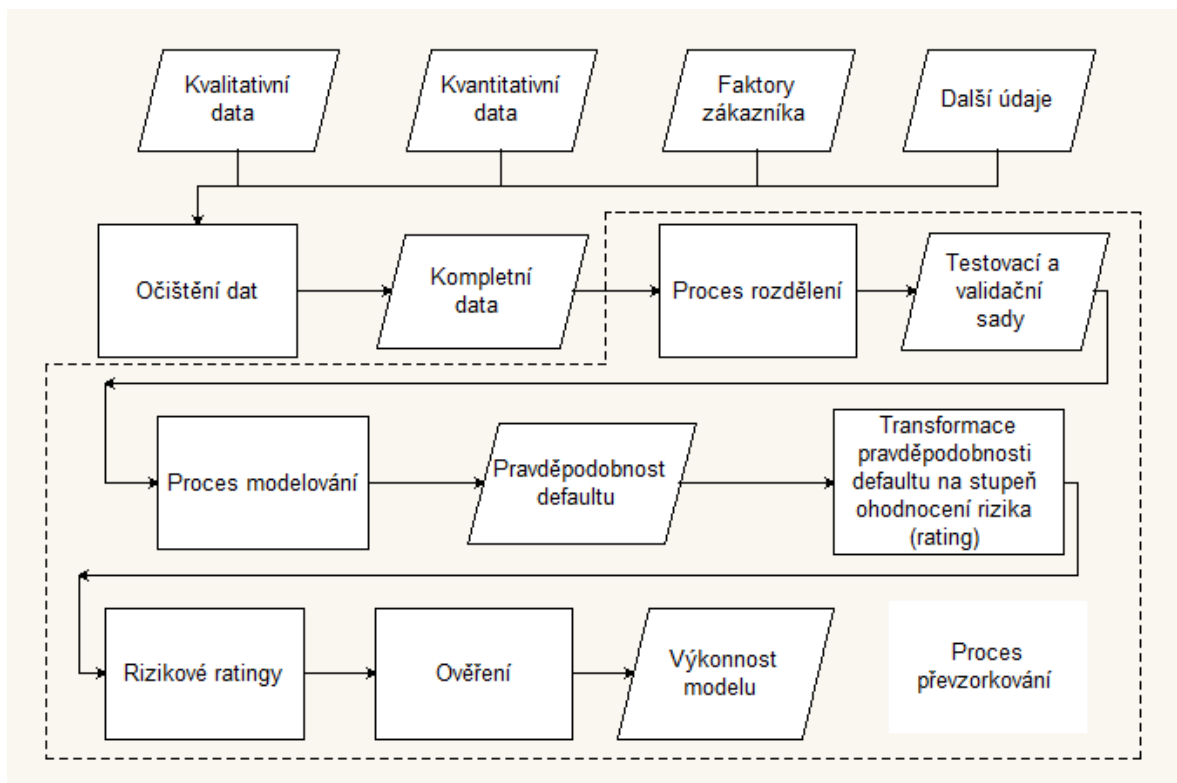 Kvalitativní
data
Kvantitativní
data
Faktory
zákazníka
Další údaje
Očištění dat
Kompletní
data
Proces rozdělení
Testovací a
validační
sady
Proces modelování
Pravděpodobnost
defaultu
Transformace
pravděpodobnosti
defaultu na stupeň
ohodnocení rizika
(rating)
Rizikové ratingy
Ověření
Výkonnost
modelu
Proces
převzorkování